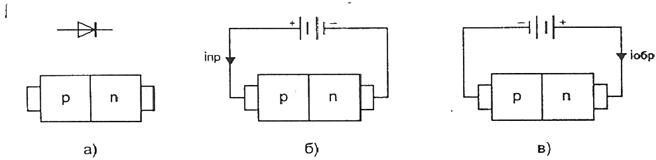 + − − +
iпр iобр
p n p n p n
а) б) в)